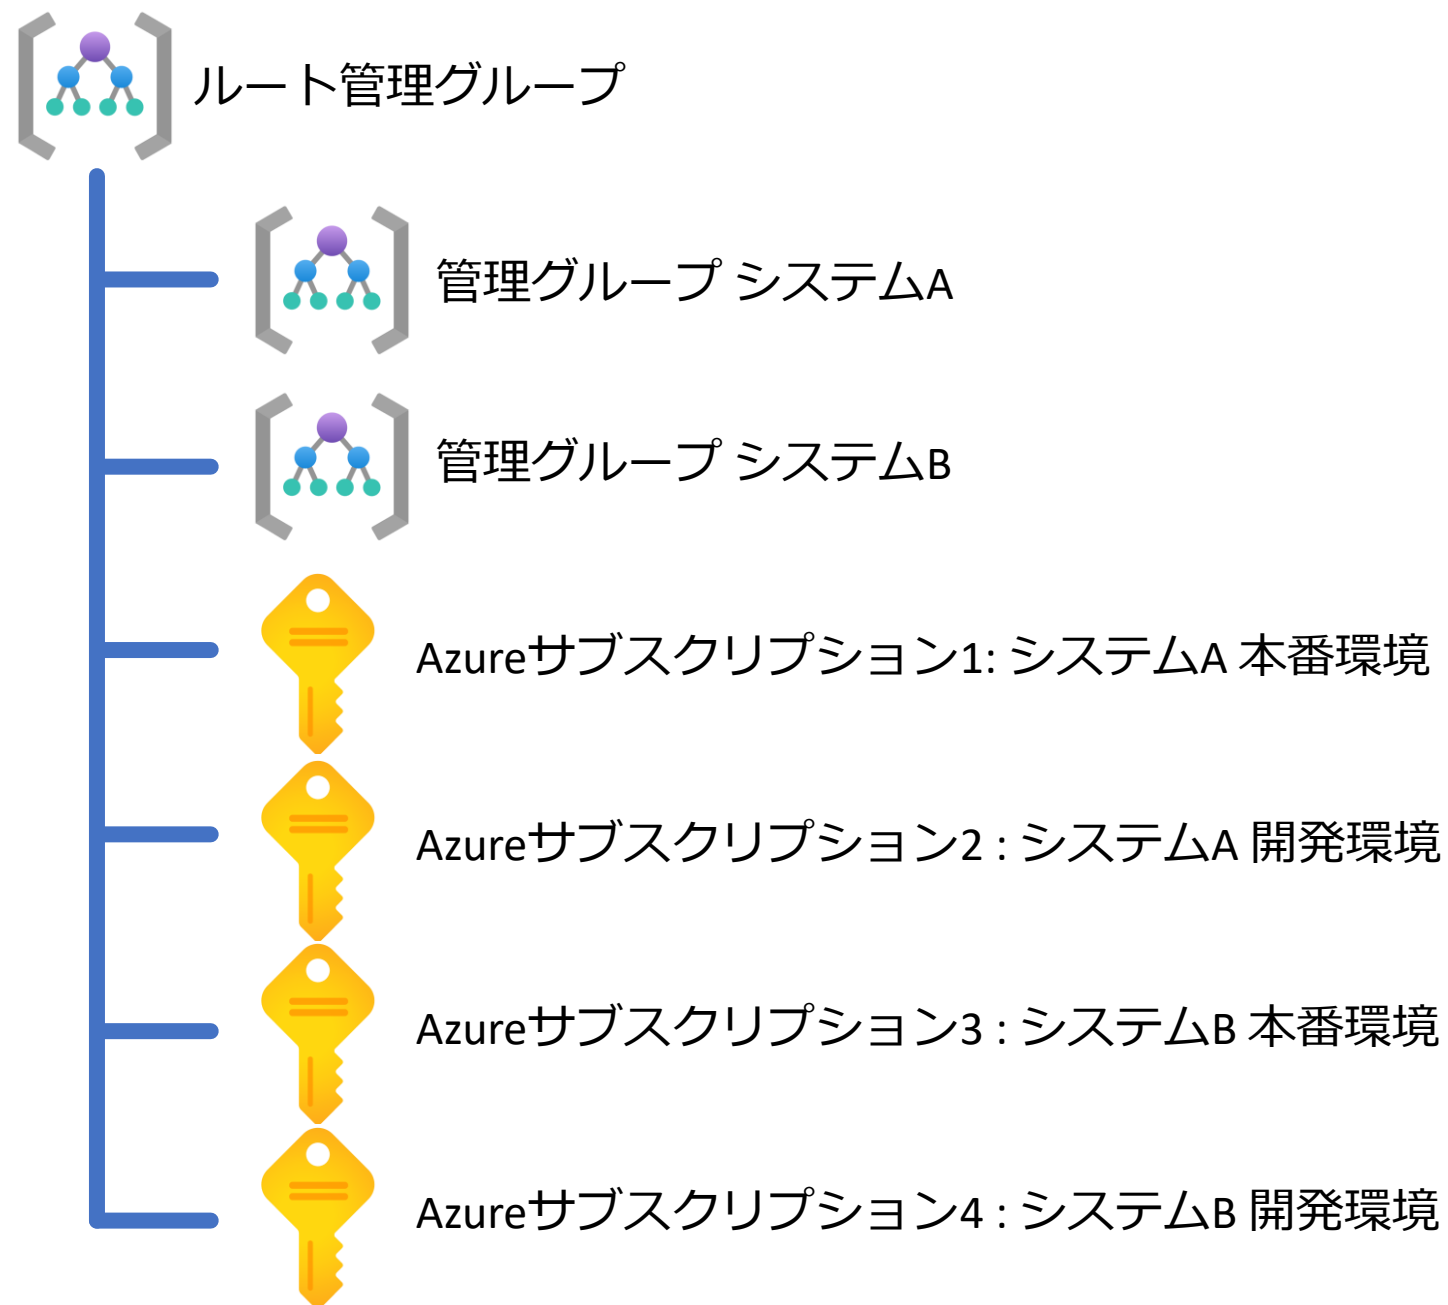 ルート管理グループ
管理グループ システムA
管理グループ システムB
Azureサブスクリプション1: システムA 本番環境
Azureサブスクリプション2 : システムA 開発環境
Azureサブスクリプション3 : システムB 本番環境
Azureサブスクリプション4 : システムB 開発環境